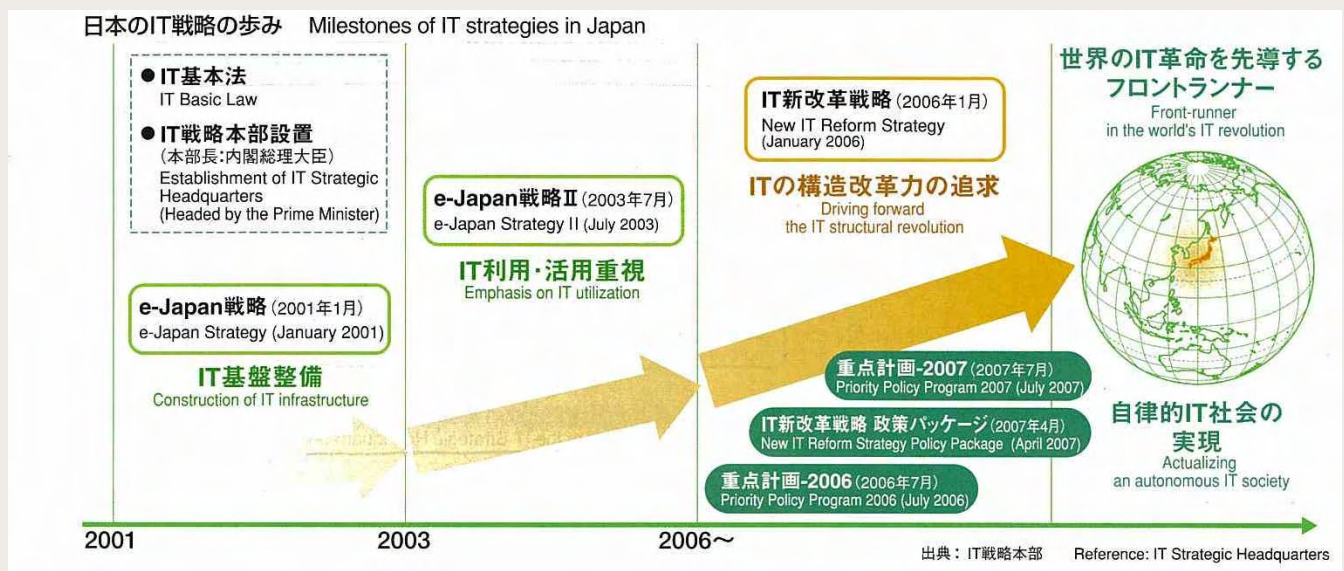 日本のIT戦略の歩み Milestones of IT strategies in Japan
●IT基本法
IT Basic Law
●IT戦略本部設置
(本部長:内閣総理大臣)
Establishment of IT Strategic
Headquarters
(Headed by the Prime Minister)
e-Japan戦略(2001年1月)
e-Japan Strategy (January 2001)
IT基盤整備
Construction of IT infrastructure
e-Japan戦略Ⅱ(2003年7月)
e-Japan Strategy II (July 2003)
IT利用・活用重視
Emphasis on IT utilization
IT新改革戦略(2006年1月)
New IT Reform Strategy
(January 2006)
ITの構造改革力の追求
Driving forward
the IT structural revolution
重点計画-2007(2007年7月)
Priority Policy Program 2007 (July 2007)
IT新改革戦略 政策パッケージ(2007年4月)
New IT Reform Strategy Policy Package (April 2007)
重点計画-2006(2006年7月)
Priority Policy Program 2006 (July 2006)
世界のIT革命を先導する
フロントランナー
Front-runner
in the world's IT revolution
自律的IT社会の
実現
Actualizing
an autonomous IT society
2001
2003
2006~
出典:IT戦略本部 Reference: IT Strategic Headquarters